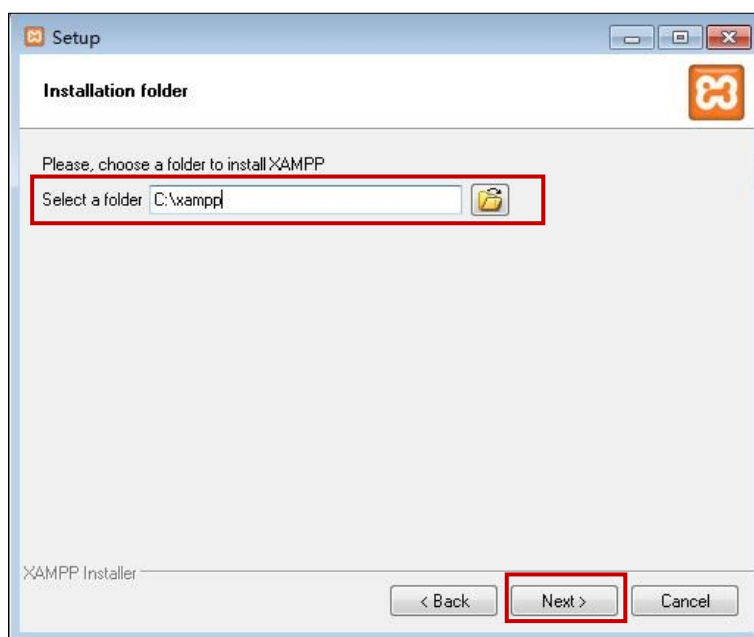 Setup
Installation folder
Please, choose a folder to install XAMPP
Select a folder C:\xampp
XAMPP Installer
< Back Next > Cancel